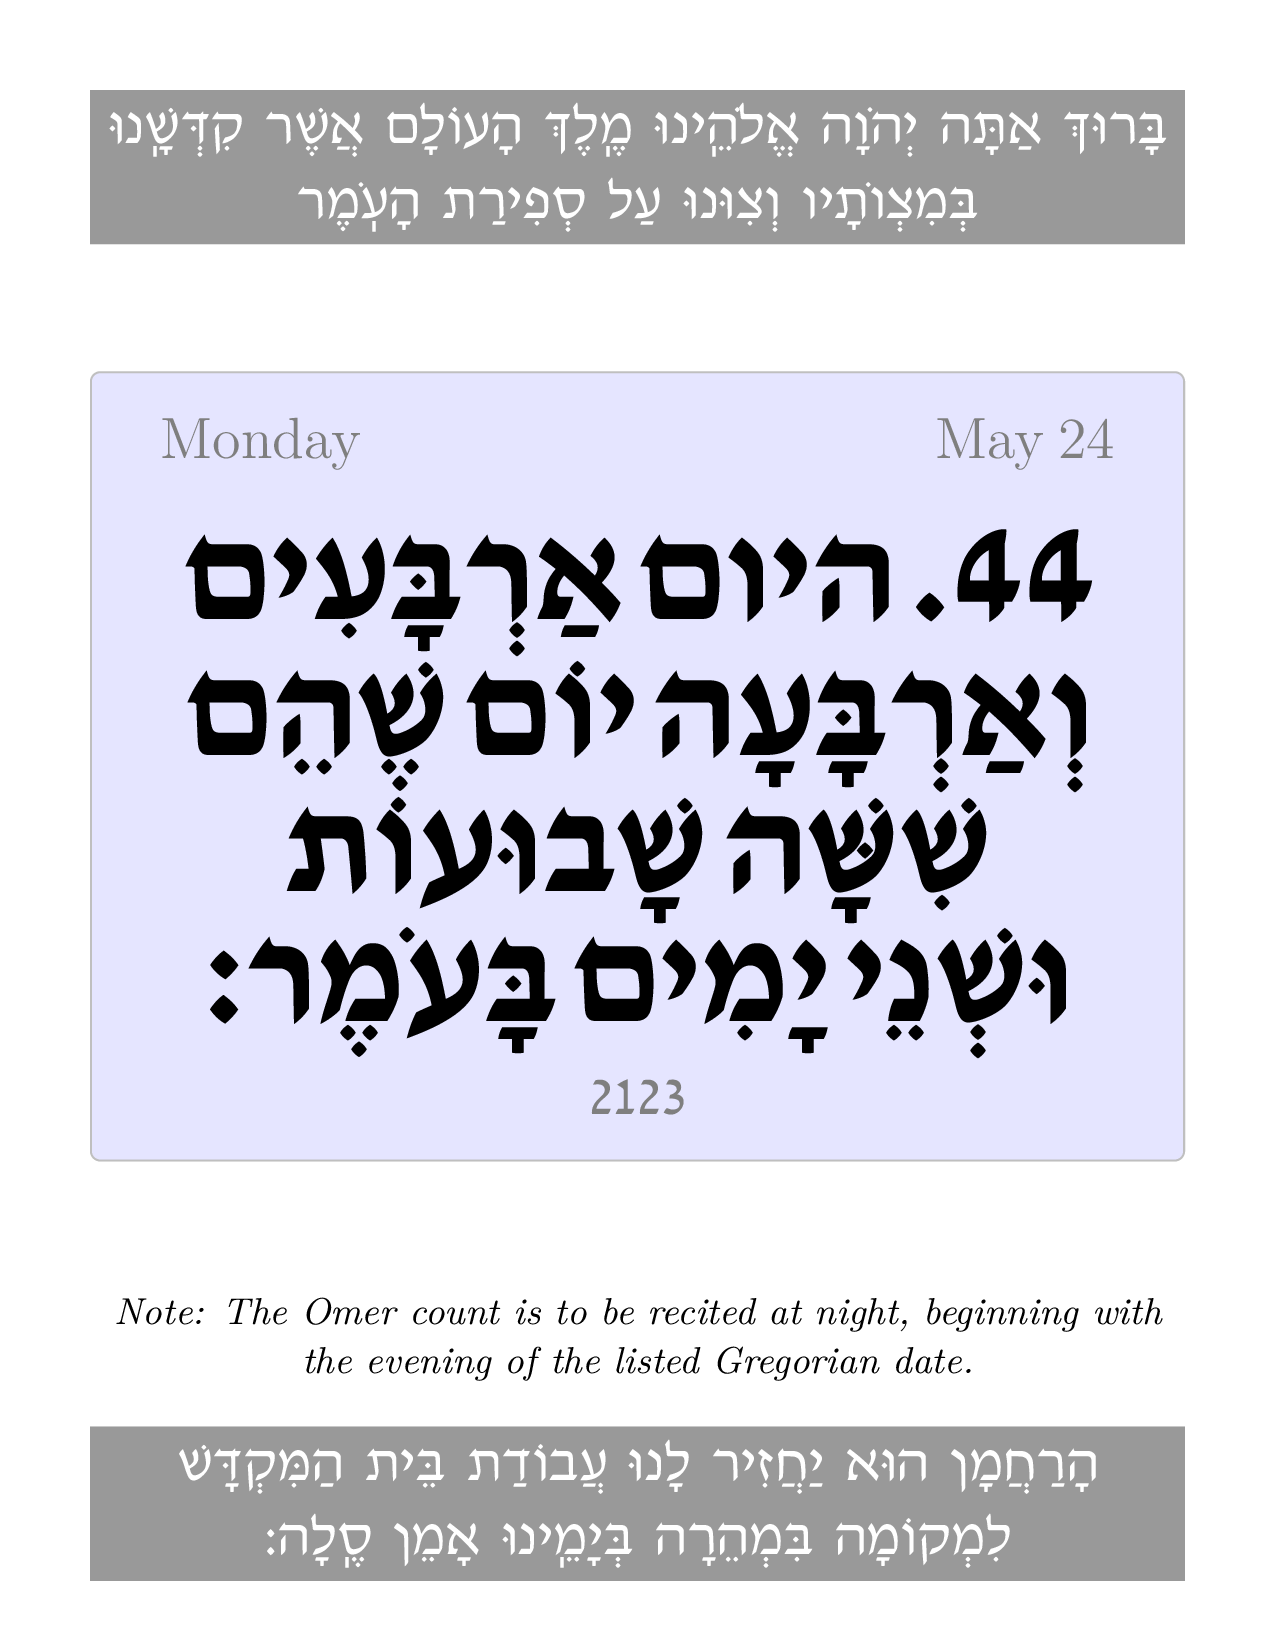 בָּרוּךְ אַתָּה יְהֹוָה אֱלֹהֵֽינוּ מֶֽלֶךְ הָעוֹלָם אֲשֶׁר קִדְּשָֽׁנוּ
בְּמִצְוֹתָיו וְצִוּנוּ עַל סְפִירַת הָעֽׂמֶר
Monday May 24
44. היום אַרְבָּעִים
וְאַרְבָּעָה יוֹם שֶׁהֵם
שִׁשָּׁה שָׁבוּעוֹת
וּשְׁנֵי יָמִים בָּעֹמֶר:
2123
Note: The Omer count is to be recited at night, beginning with
the evening of the listed Gregorian date.
הָרַחֲמָן הוּא יַחֲזִיר לָנוּ עֲבוֹדַת בֵּית הַמִּקְדָּשׁ
לִמְקוֹמָה בִּמְהֵרָה בְּיָמֵֽינוּ אָמֵן סֶֽלָה: